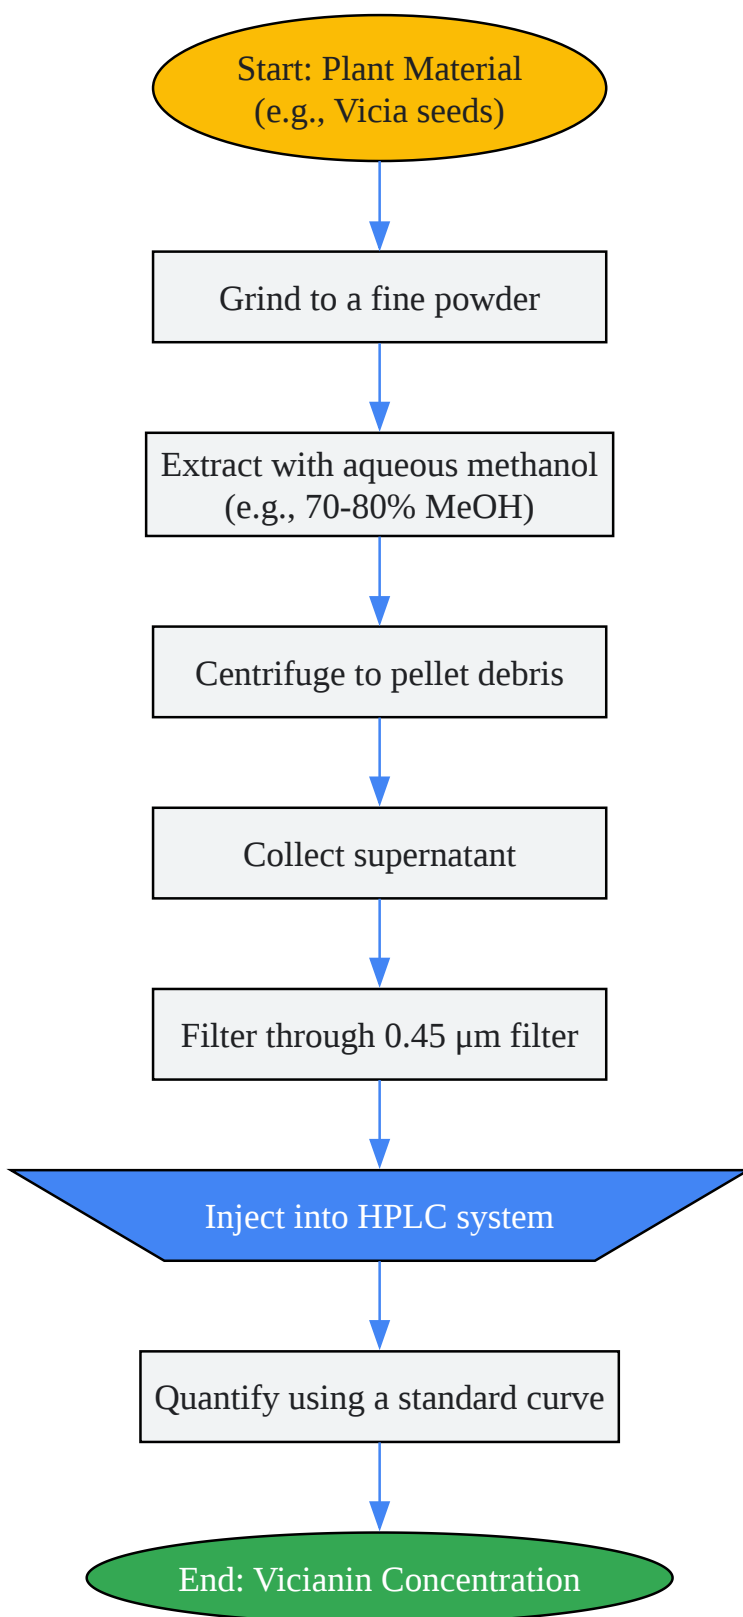 Start: Plant Material
(e.g., Vicia seeds)
Grind to a fine powder
Extract with aqueous methanol
(e.g., 70-80% MeOH)
Centrifuge to pellet debris
Collect supernatant
Filter through 0.45 μm filter
Inject into HPLC system
Quantify using a standard curve
End: Vicianin Concentration